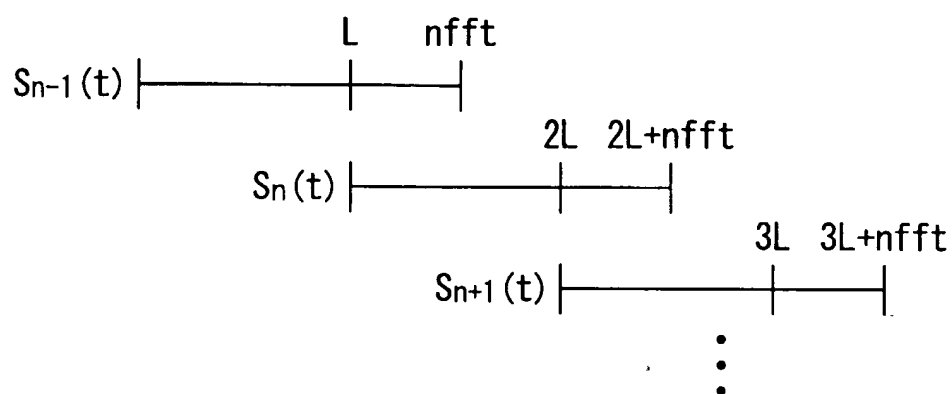 L nfft
Sn-1(t)
2L 2L+nfft
Sn(t)
3L 3L+nfft
Sn+1(t)